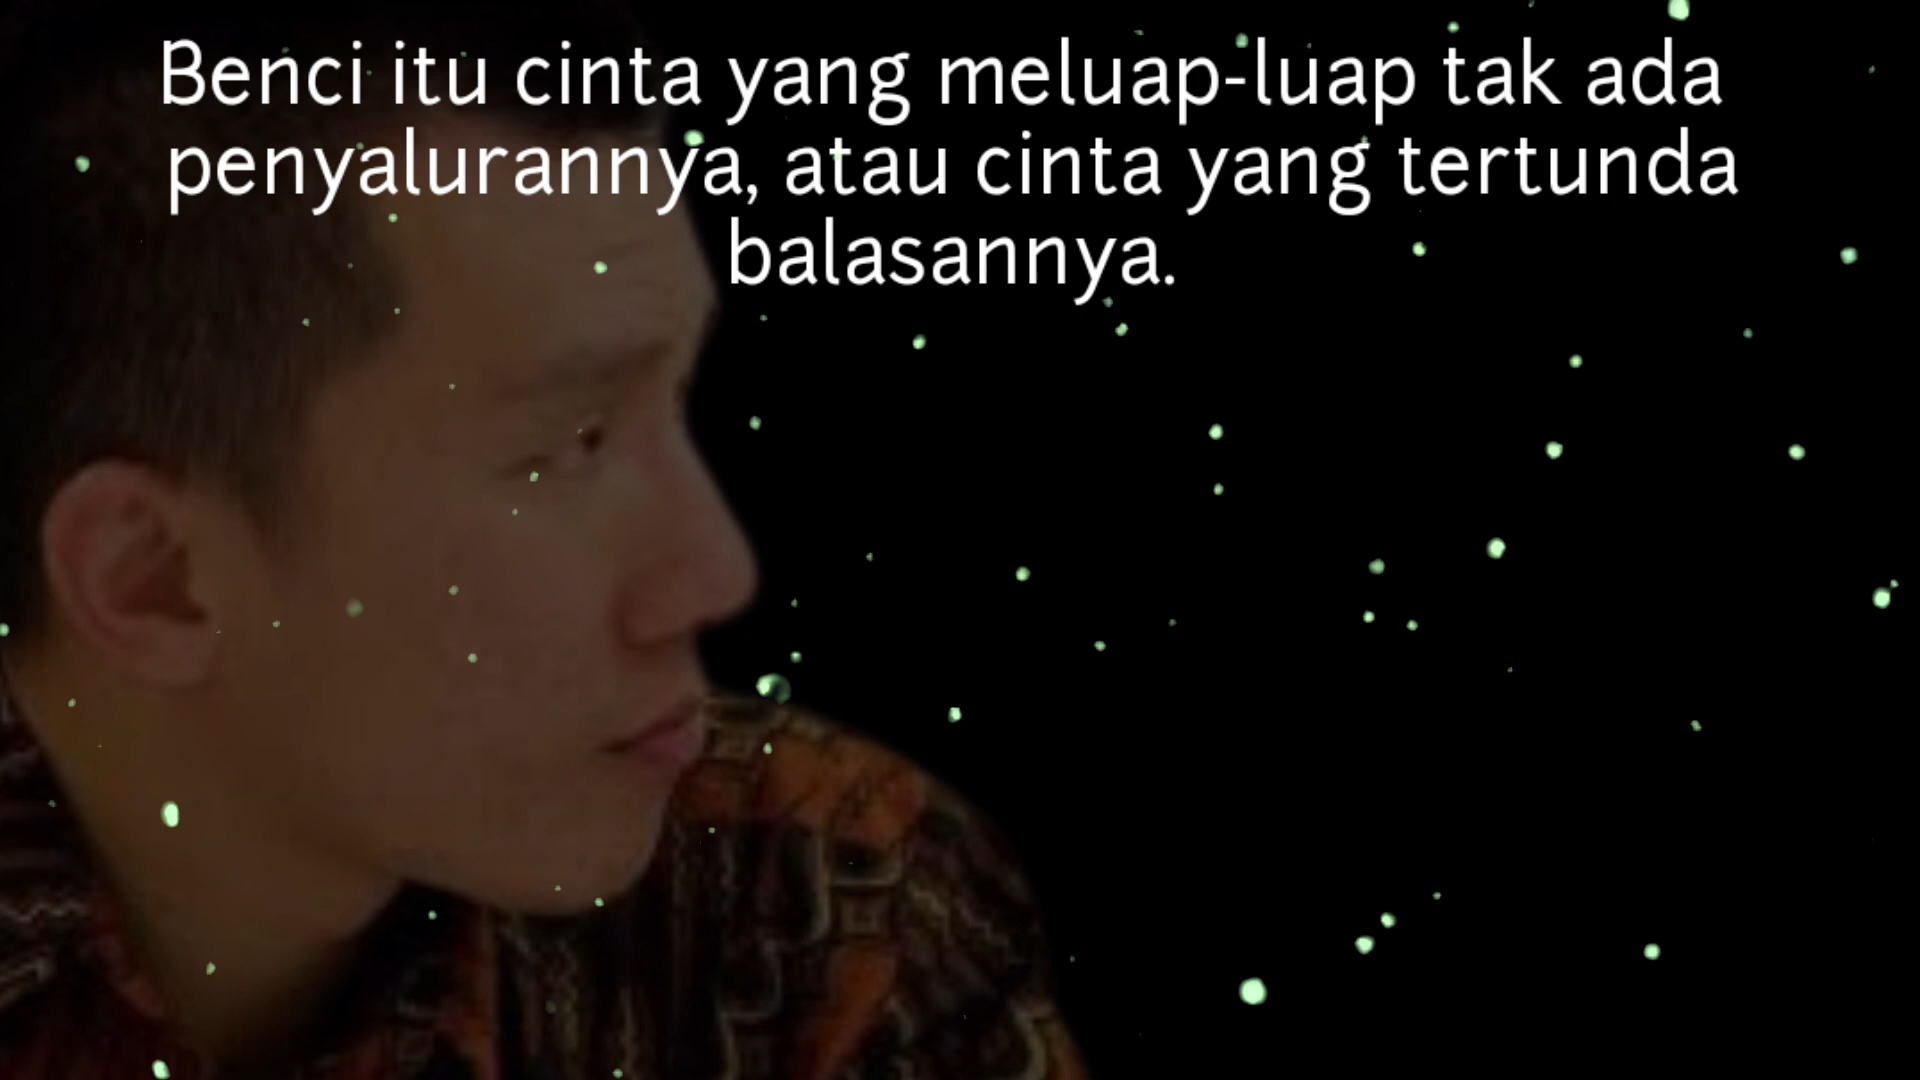 Benci itu cinta yang meluap-luap tak ada
penyalurannya, atau cinta yang tertunda
balasannya.